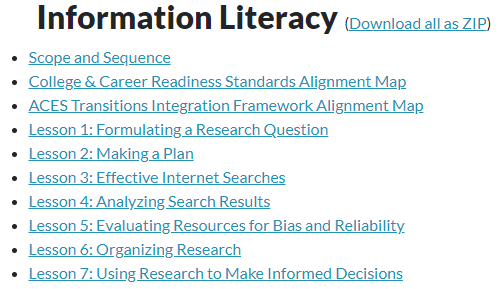 Information Literacy (Download all as ZIP)
Scope and Sequence
College & Career Readiness Standards Alignment Map
ACES Transitions Integration Framework Alignment Map
Lesson 1: Formulating a Research Question
Lesson 2: Making a Plan
Lesson 3: Effective Internet Searches
Lesson 4: Analyzing Search Results
Lesson 5: Evaluating Resources for Bias and Reliability
Lesson 6: Organizing Research
Lesson 7: Using Research to Make Informed Decisions